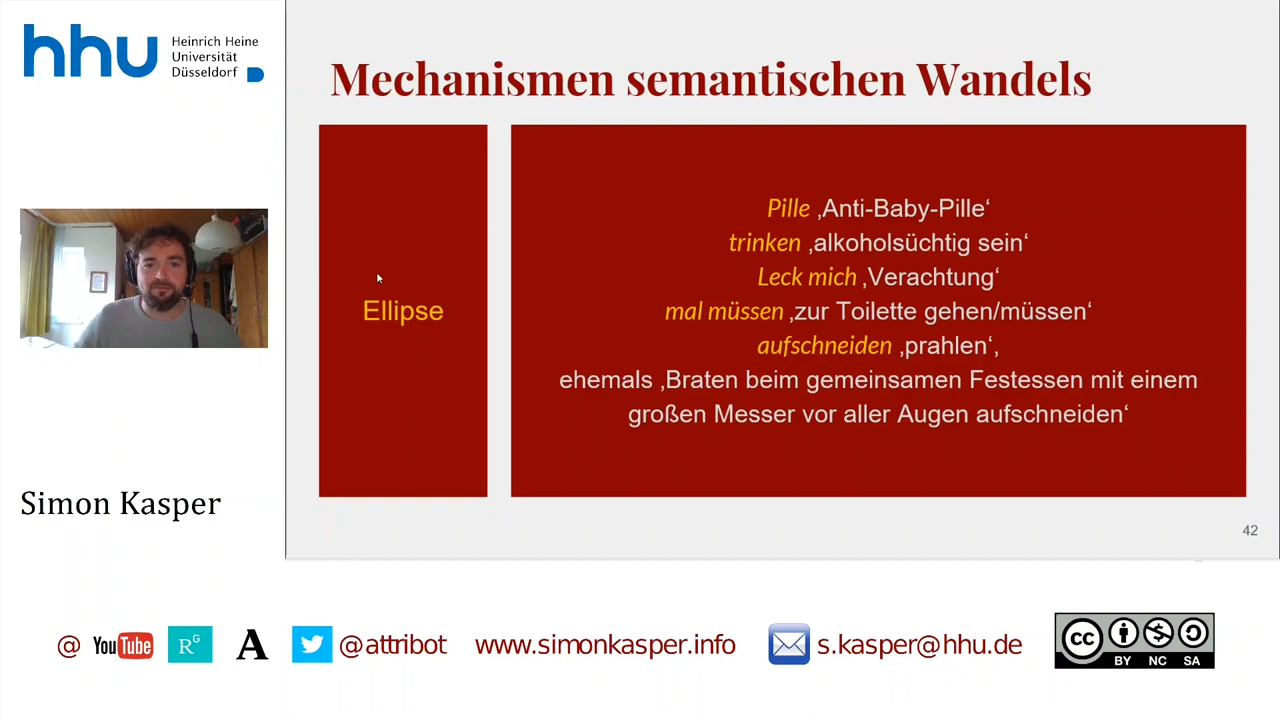 hhu
Heinrich Heine
Universität
Düsseldorf
Mechanismen semantischen Wandels
Ellipse
Pille ‚Anti-Baby-Pille‘
trinken ‚alkoholsüchtig sein‘
Leck mich ‚Verachtung‘
mal müssen ‚zur Toilette gehen/müssen‘
aufschneiden ‚prahlen‘,
ehemals ‚Braten beim gemeinsamen Festessen mit einem
großen Messer vor aller Augen aufschneiden‘
42
Simon Kasper
@ YouTube RG A @attribot www.simonkasper.info s.kasper@hhu.de
cc BY NC SA